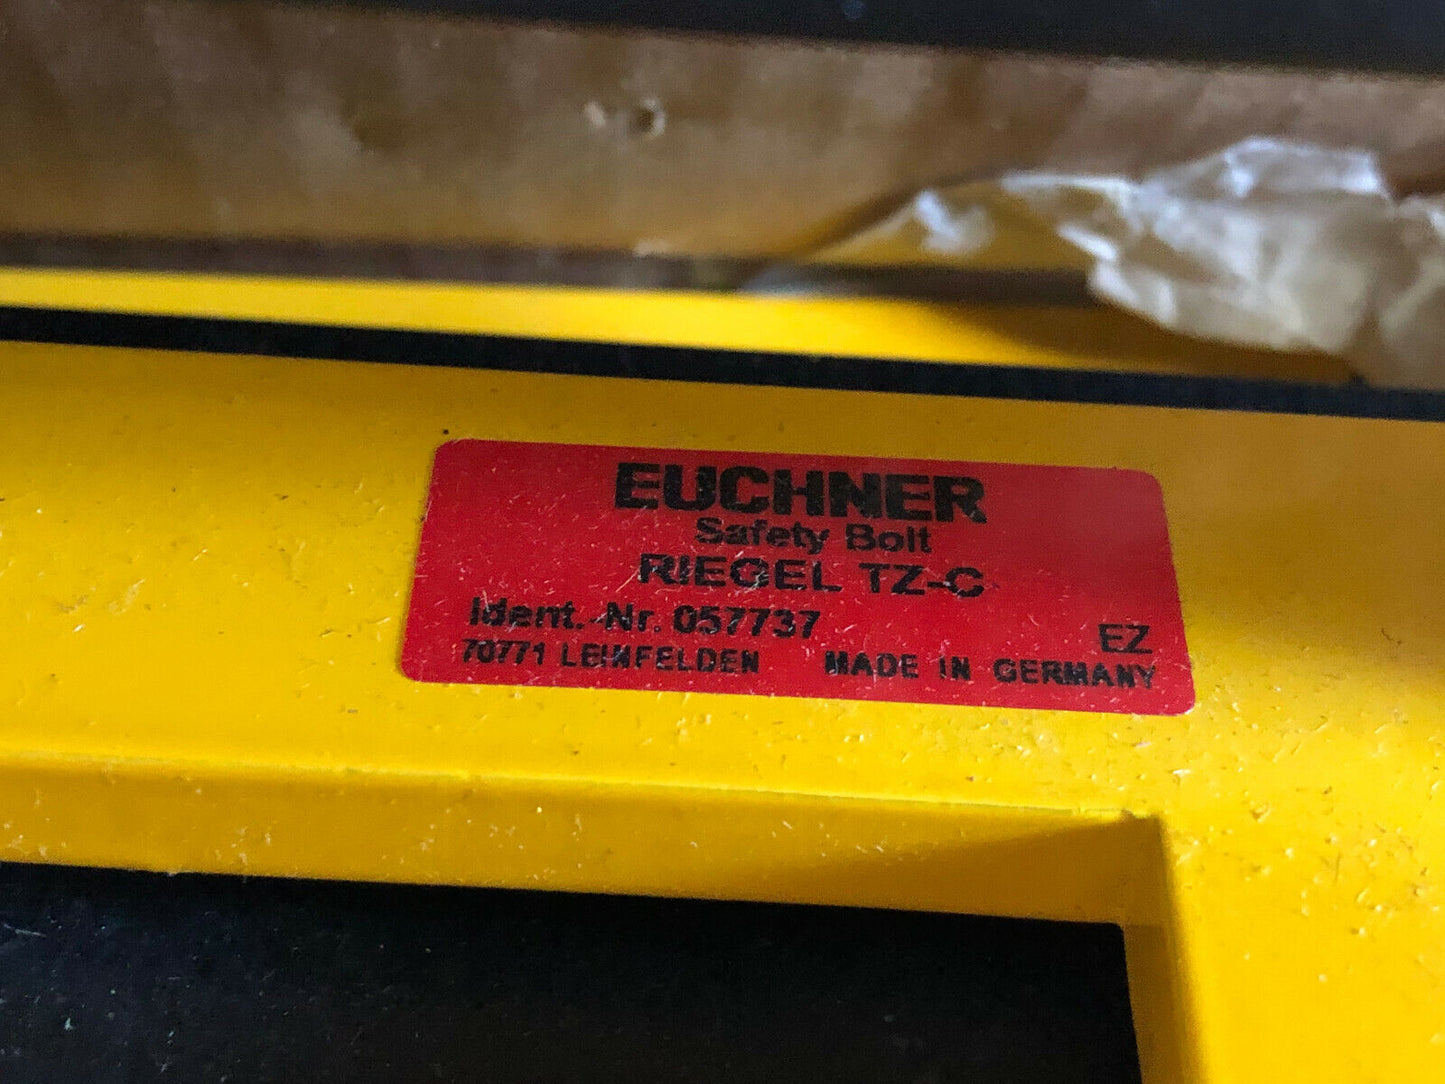 EUCHNER
Safety Bolt
RIEGEL TZ-C
Ident.-Nr. 057737
EZ
70771 LEINFELDEN MADE IN GERMANY